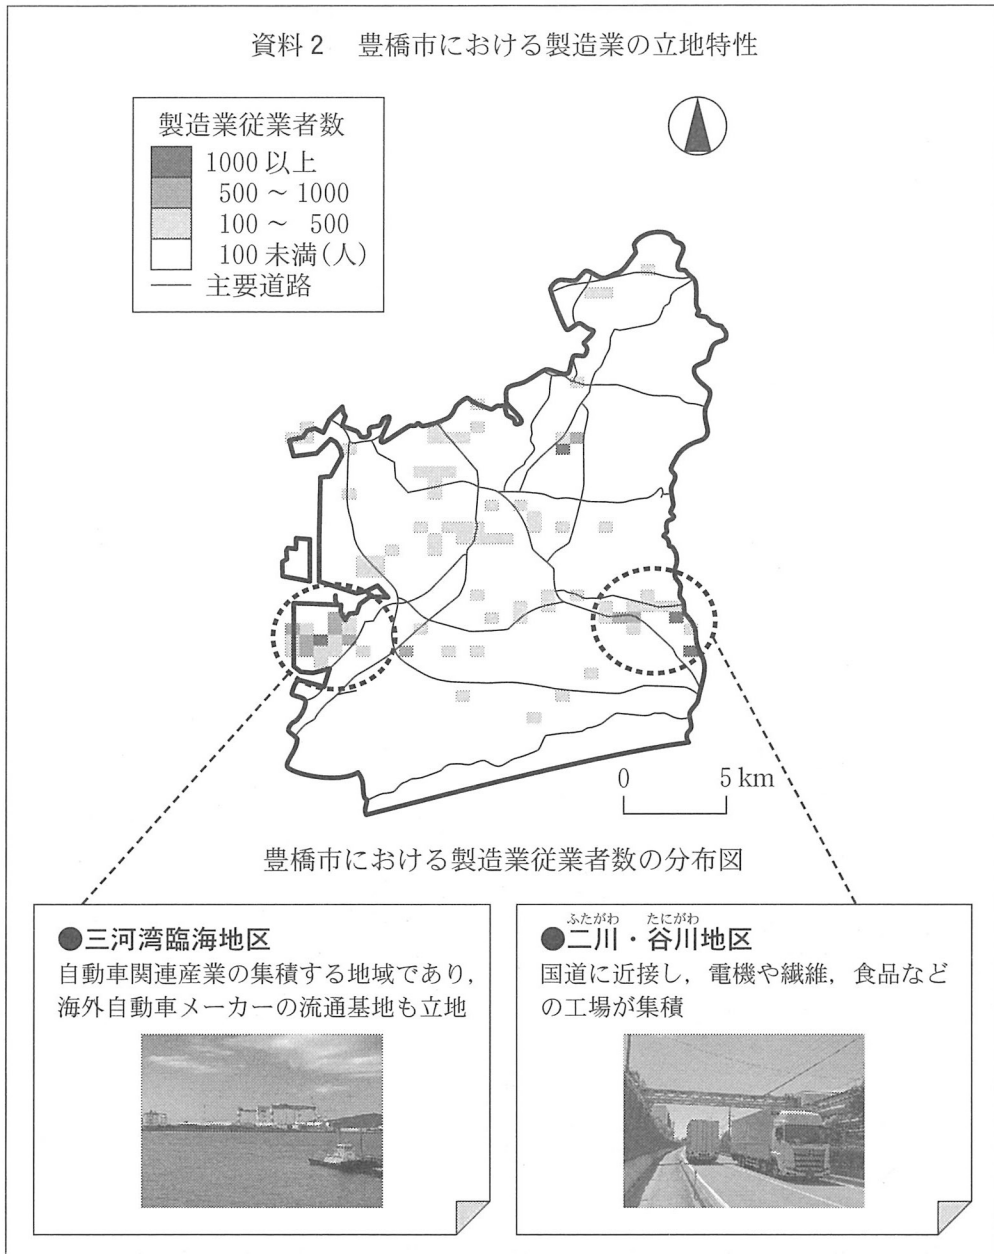 資料2 豊橋市における製造業の立地特性
製造業従業者数
1000以上
500～1000
100～500
100未満(人)
主要道路
0 5 km
豊橋市における製造業従業者数の分布図
●三河湾臨海地区
自動車関連産業の集積する地域であり，
海外自動車メーカーの流通基地も立地
ふたがわ たにがわ
●二川・谷川地区
国道に近接し，電機や繊維，食品など
の工場が集積